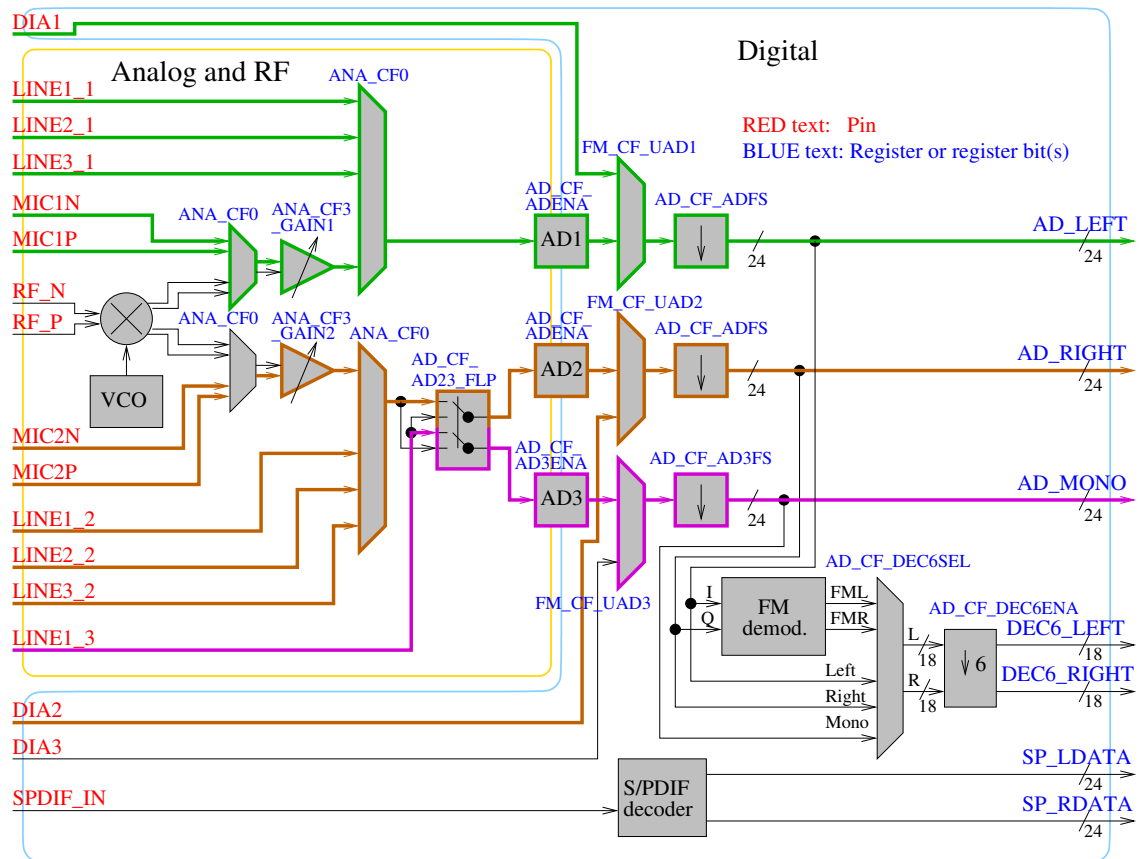 DIA1
Analog and RF
Digital
ANA_CF0
LINE1_1
LINE2_1
LINE3_1
RED text: Pin
BLUE text: Register or register bit(s)
FM_CF_UAD1
MIC1N
MIC1P
ANA_CF0
ANA_CF3
_GAIN1
AD_CF_
ADENA
AD1
AD_CF_ADFS
↓
24
AD_LEFT
24
RF_N
RF_P
VCO
ANA_CF0
ANA_CF3
_GAIN2
ANA_CF0
AD_CF_
AD23_FLP
AD_CF_
ADENA
AD2
FM_CF_UAD2
AD_CF_ADFS
↓
24
AD_RIGHT
24
MIC2N
MIC2P
AD_CF_
AD3ENA
AD3
AD_CF_AD3FS
↓
24
AD_MONO
24
LINE1_2
LINE2_2
LINE3_2
LINE1_3
FM_CF_UAD3
AD_CF_DEC6SEL
I
Q
FM
demod.
FML
FMR
Left
Right
Mono
L
18
R
18
AD_CF_DEC6ENA
↓ 6
DEC6_LEFT
18
DEC6_RIGHT
18
DIA2
DIA3
SPDIF_IN
S/PDIF
decoder
SP_LDATA
24
SP_RDATA
24